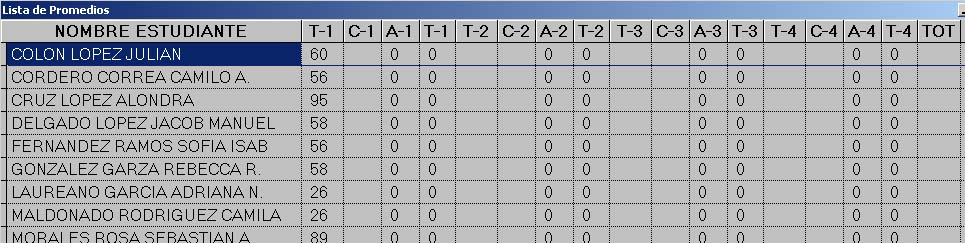 Lista de Promedios
NOMBRE ESTUDIANTE T-1 C-1 A-1 T-1 T-2 C-2 A-2 T-2 T-3 C-3 A-3 T-3 T-4 C-4 A-4 T-4 TOT
COLON LOPEZ JULIAN 60 0 0 0 0 0 0 0 0
CORDERO CORREA CAMILO A. 56 0 0 0 0 0 0 0 0
CRUZ LOPEZ ALONDRA 95 0 0 0 0 0 0 0 0
DELGADO LOPEZ JACOB MANUEL 58 0 0 0 0 0 0 0 0
FERNANDEZ RAMOS SOFIA ISAB 56 0 0 0 0 0 0 0 0
GONZALEZ GARZA REBECCA R. 58 0 0 0 0 0 0 0 0
LAUREANO GARCIA ADRIANA N. 26 0 0 0 0 0 0 0 0
MALDONADO RODRIGUEZ CAMILA 26 0 0 0 0 0 0 0 0
MORALES ROSA SEBASTIAN A 89 0 0 0 0 0 0 0 0